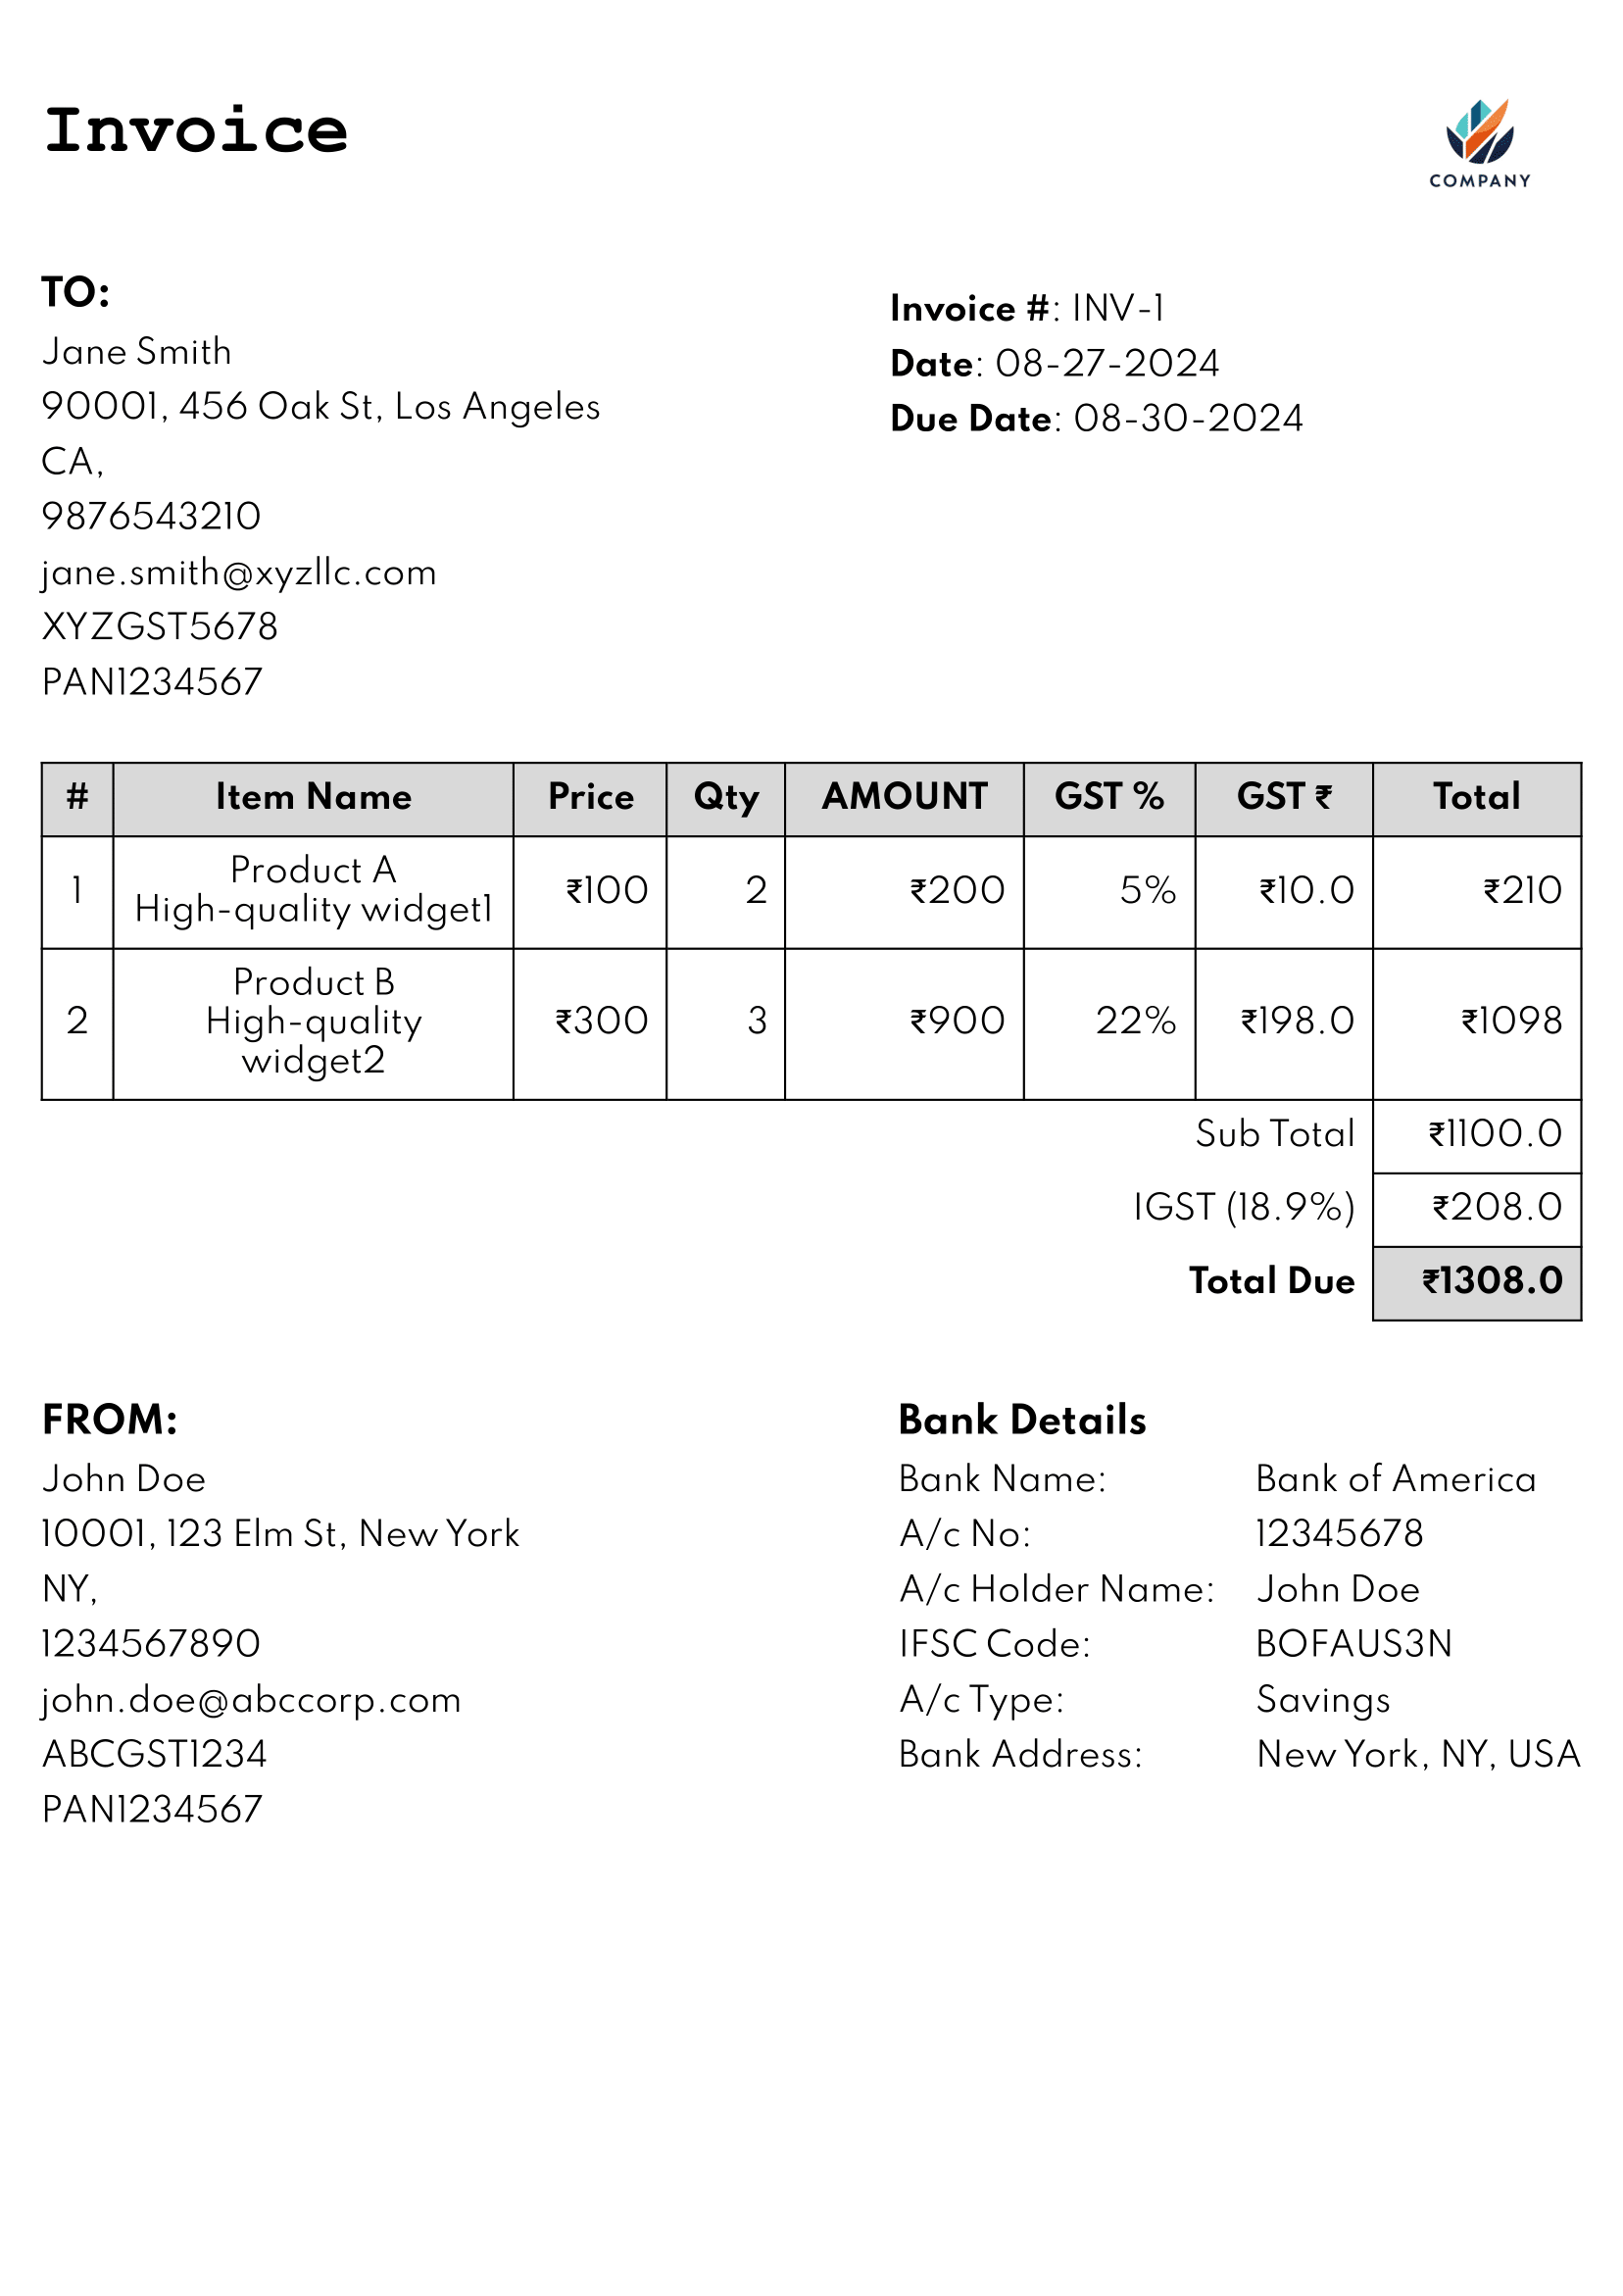 Invoice
COMPANY
TO:
Jane Smith
90001, 456 Oak St, Los Angeles
CA,
9876543210
jane.smith@xyzllc.com
XYZGST5678
PAN1234567
Invoice #: INV-1
Date: 08-27-2024
Due Date: 08-30-2024
# Item Name Price Qty AMOUNT GST % GST ₹ Total
1 Product A ₹100 2 ₹200 5% ₹10.0 ₹210
High-quality widget1
2 Product B ₹300 3 ₹900 22% ₹198.0 ₹1098
High-quality
widget2
Sub Total ₹1100.0
IGST (18.9%) ₹208.0
Total Due ₹1308.0
FROM:
John Doe
10001, 123 Elm St, New York
NY,
1234567890
john.doe@abccorp.com
ABCGST1234
PAN1234567
Bank Details
Bank Name: Bank of America
A/c No: 12345678
A/c Holder Name: John Doe
IFSC Code: BOFAUS3N
A/c Type: Savings
Bank Address: New York, NY, USA